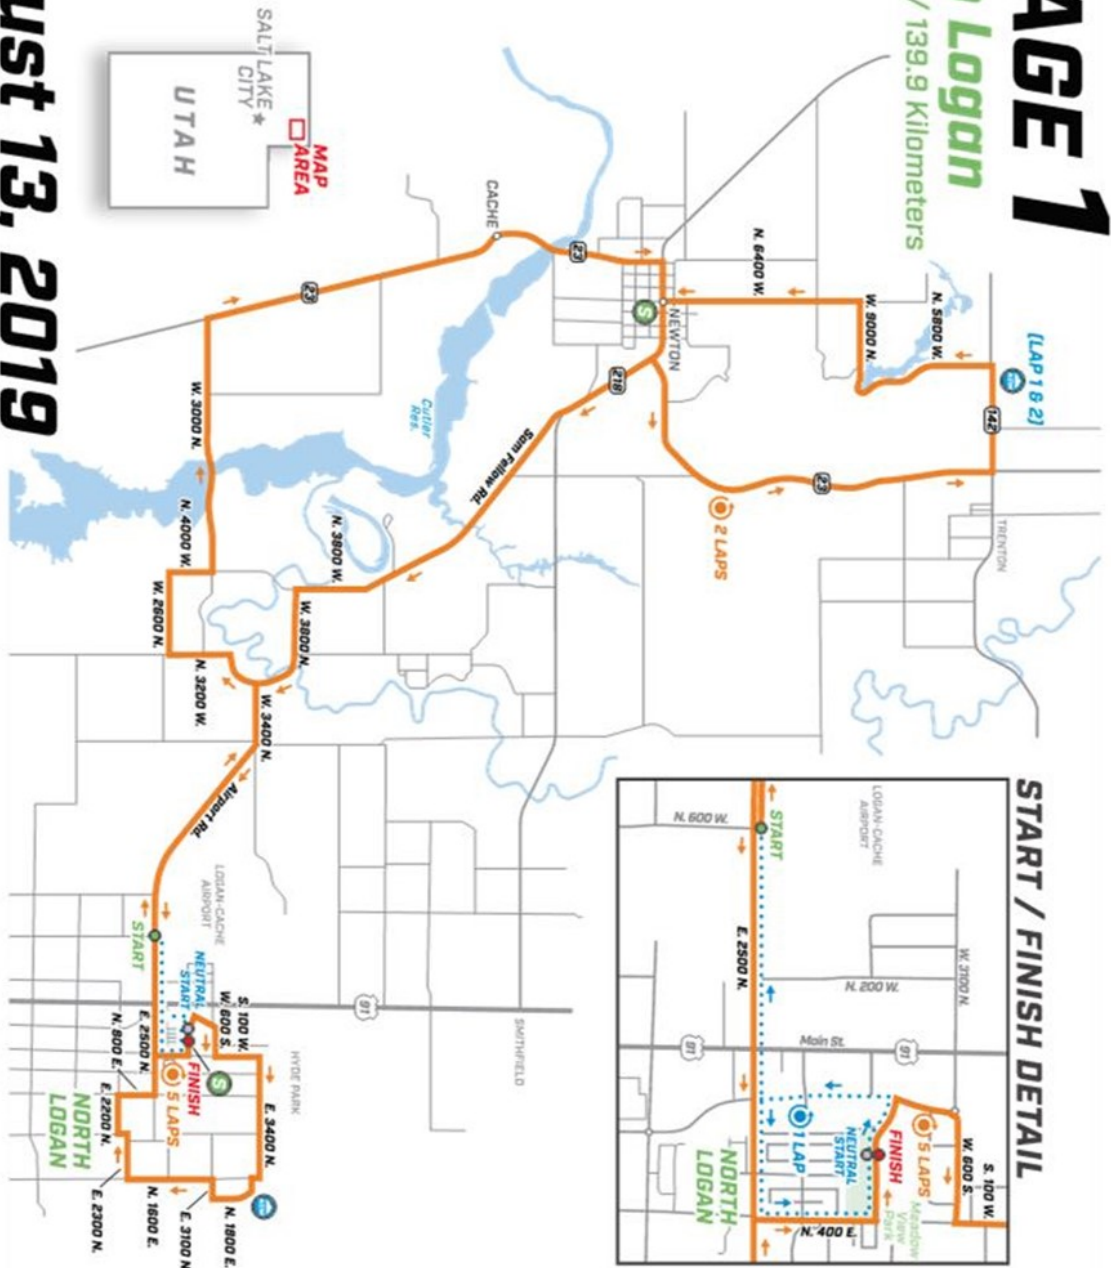 AGE 1
Logan
/ 139.9 Kilometers
ust 13, 2019
SALT LAKE
CITY
UTAH
MAP
AREA
CACHE
23
23
N. 6400 W.
W. 9000 N.
N. 5800 W.
[LAP 1 & 2]
142
S
NEWTON
218
23
Cutler
Res.
Sam Fellow Rd.
2 LAPS
TRENTON
W. 3000 N.
N. 4000 W.
N. 3800 W.
W. 2600 N.
W. 3800 N.
N. 3200 W.
W. 3400 N.
Airport Rd.
LOGAN-CACHE
AIRPORT
START
NEUTRAL
START
S. 100 W.
W. 600 S.
91
SMITHFIELD
HYDE PARK
E. 2500 N.
N. 800 E.
FINISH
S
5 LAPS
E. 3400 N.
E. 2200 N.
NORTH
LOGAN
E. 2300 N.
N. 1600 E.
E. 3100 N
N. 1800 E.
START / FINISH DETAIL
LOGAN-CACHE
AIRPORT
N. 600 W.
START
E. 2500 N.
W. 3100 N.
N. 200 W.
Main St.
91
91
1 LAP
NEUTRAL
START
FINISH
5 LAPS
W. 600 S.
S. 100 W.
NORTH
LOGAN
Meadow
View
Park
N. 400 E.